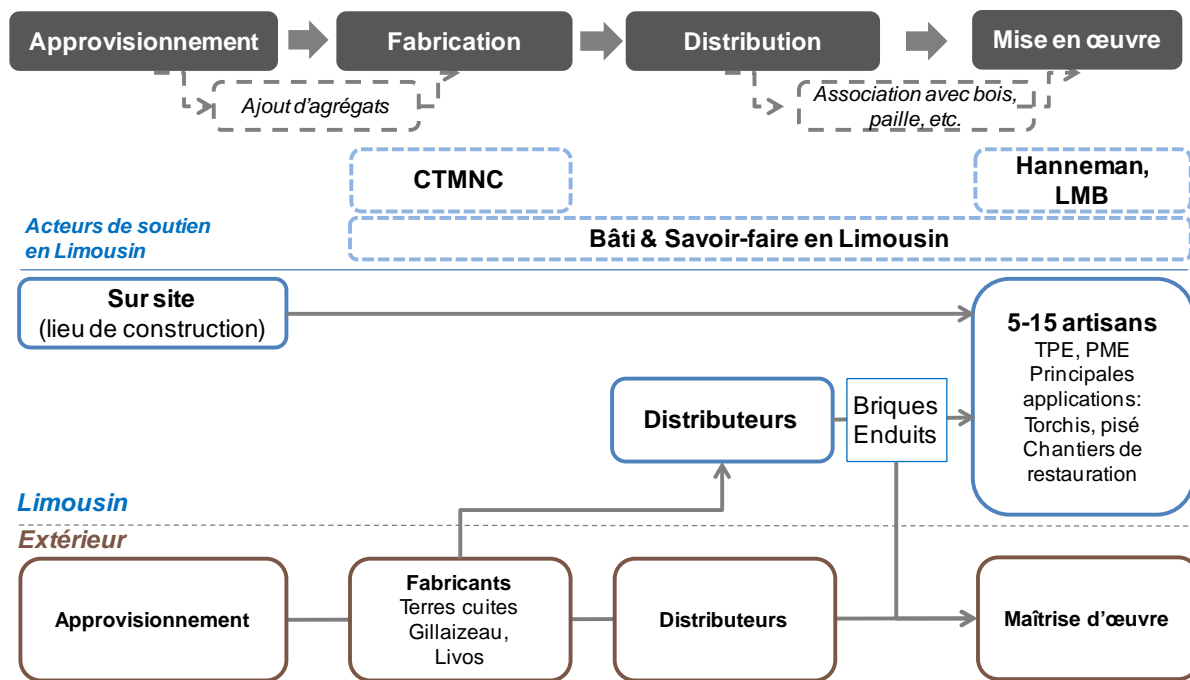 Approvisionnement
Fabrication
Distribution
Mise en œuvre
Ajout d'agrégats
Association avec bois,
paille, etc.
CTMNC
Hanneman,
LMB
Acteurs de soutien
en Limousin
Bâti & Savoir-faire en Limousin
Sur site
(lieu de construction)
5-15 artisans
TPE, PME
Principales
applications:
Torchis, pisé
Chantiers de
restauration
Distributeurs
Briques
Enduits
Limousin
Extérieur
Approvisionnement
Fabricants
Terres cuites
Gillaizeau,
Livos
Distributeurs
Maîtrise d'œuvre